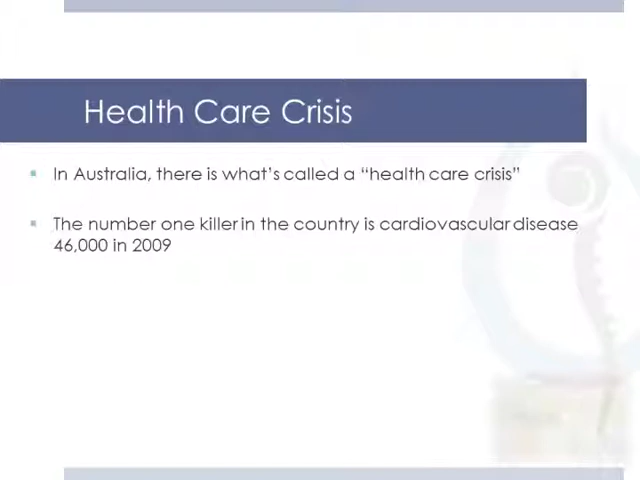 Health Care Crisis
In Australia, there is what's called a “health care crisis”
The number one killer in the country is cardiovascular disease
46,000 in 2009